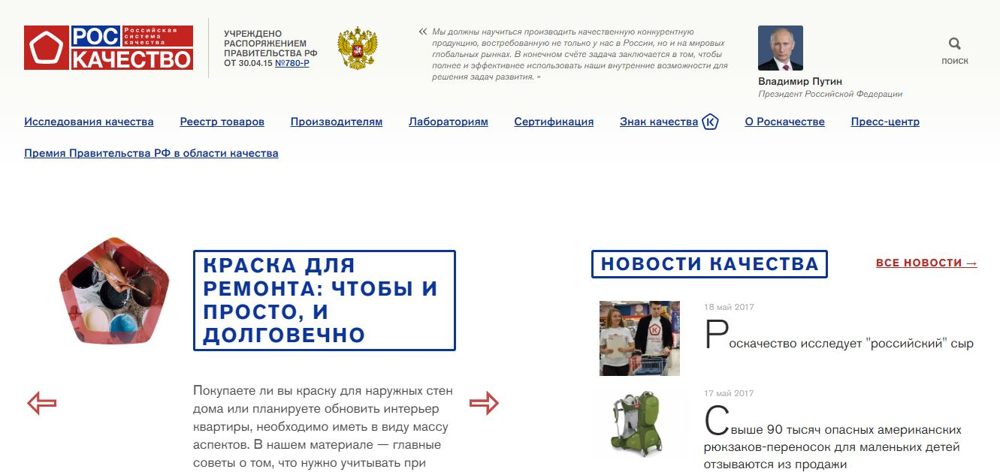 РОС
Российская
система
качества
КАЧЕСТВО
УЧРЕЖДЕНО
РАСПОРЯЖЕНИЕМ
ПРАВИТЕЛЬСТВА РФ
ОТ 30.04.15 №780-Р
« Мы должны научиться производить качественную конкурентную
продукцию, востребованную не только у нас в России, но и на мировых
глобальных рынках. В конечном счёте задача заключается в том, чтобы
полнее и эффективнее использовать наши внутренние возможности для
решения задач развития. »
Владимир Путин
Президент Российской Федерации
ПОИСК
Исследования качества Реестр товаров Производителям Лабораториям Сертификация Знак качества К О Роскачестве Пресс-центр
Премия Правительства РФ в области качества
КРАСКА ДЛЯ
РЕМОНТА: ЧТОБЫ И
ПРОСТО, И
ДОЛГОВЕЧНО
Покупаете ли вы краску для наружных стен
дома или планируете обновить интерьер
квартиры, необходимо иметь в виду массу
аспектов. В нашем материале — главные
советы о том, что нужно учитывать при
НОВОСТИ КАЧЕСТВА
ВСЕ НОВОСТИ →
18 май 2017
Роскачество исследует "российский" сыр
17 май 2017
Свыше 90 тысяч опасных американских
рюкзаков-переносок для маленьких детей
отзываются из продажи